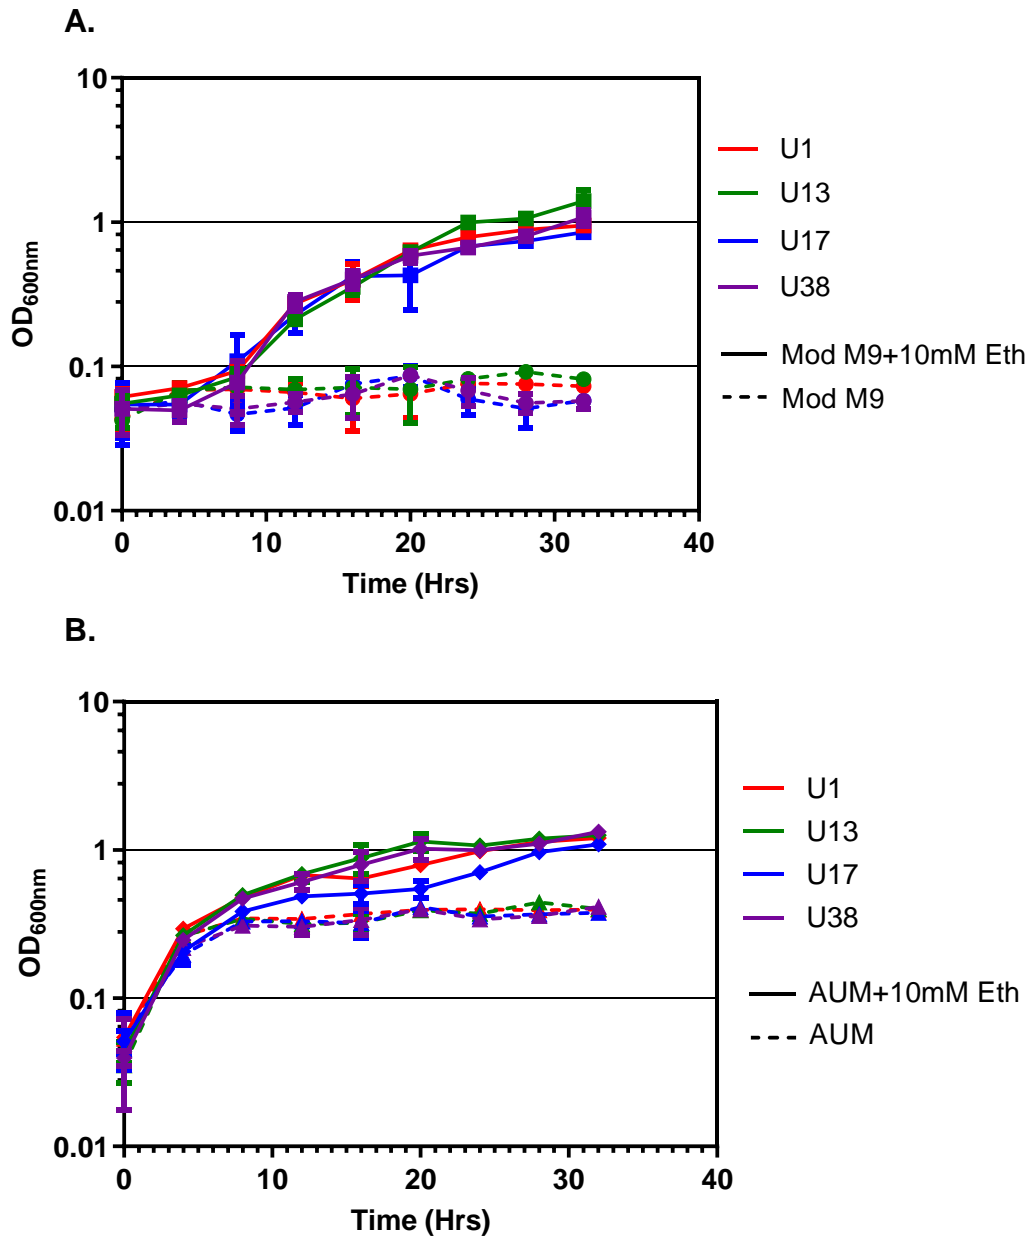 A.
10
1
0.1
0.01
OD600nm
0
10
20
30
40
Time (Hrs)
U1
U13
U17
U38
Mod M9+10mM Eth
Mod M9
B.
10
1
0.1
0.01
OD600nm
0
10
20
30
40
Time (Hrs)
U1
U13
U17
U38
AUM+10mM Eth
AUM